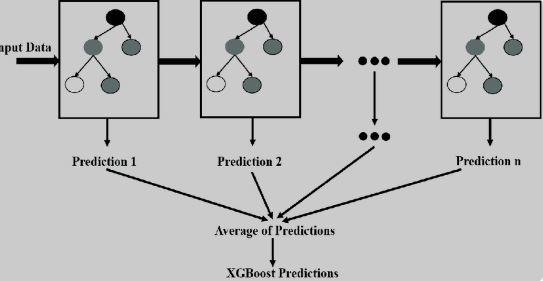 nput Data
Prediction 1
Prediction 2
Prediction n
Average of Predictions
XGBoost Predictions